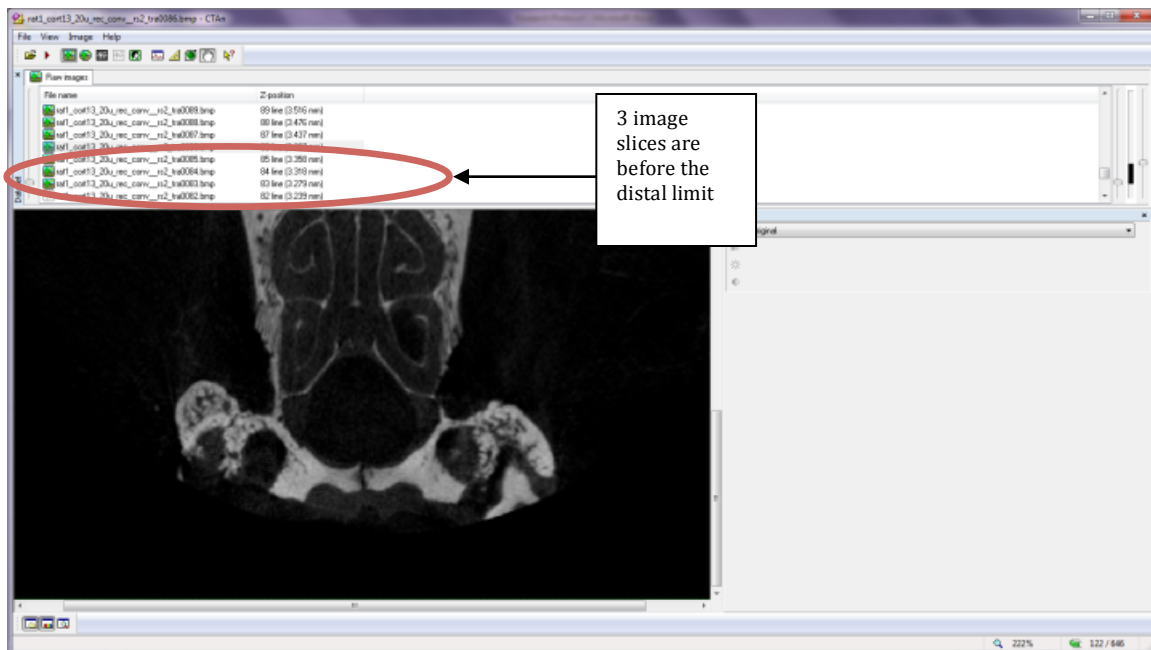 rat1_cort13_20u_rec_conv__rs2_tra0086.bmp - CTAn
File View Image Help
Raw images
File name Z-position
rat1_cort13_20u_rec_conv__rs2_tra0089.bmp 89 line (3.516 mm)
rat1_cort13_20u_rec_conv__rs2_tra0088.bmp 88 line (3.476 mm)
rat1_cort13_20u_rec_conv__rs2_tra0087.bmp 87 line (3.437 mm)
rat1_cort13_20u_rec_conv__rs2_tra0085.bmp 85 line (3.358 mm)
rat1_cort13_20u_rec_conv__rs2_tra0084.bmp 84 line (3.318 mm)
rat1_cort13_20u_rec_conv__rs2_tra0083.bmp 83 line (3.279 mm)
rat1_cort13_20u_rec_conv__rs2_tra0082.bmp 82 line (3.239 mm)
3 image
slices are
before the
distal limit
222% 122 / 646